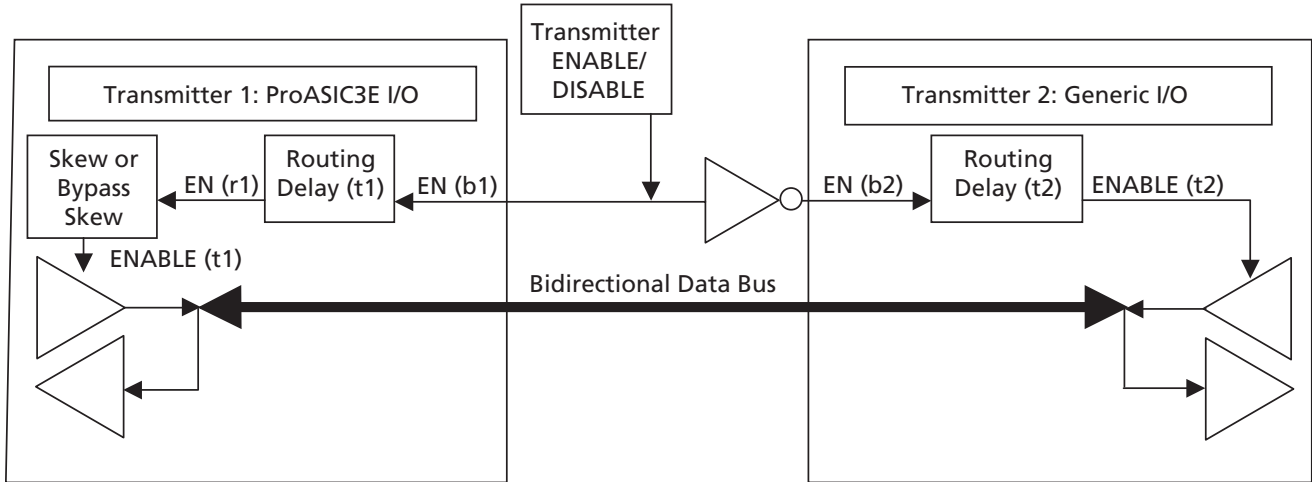 Transmitter
ENABLE/
DISABLE
Transmitter 1: ProASIC3E I/O
Transmitter 2: Generic I/O
Skew or
Bypass
Skew
EN (r1)
Routing
Delay (t1)
EN (b1)
EN (b2)
Routing
Delay (t2)
ENABLE (t2)
ENABLE (t1)
Bidirectional Data Bus